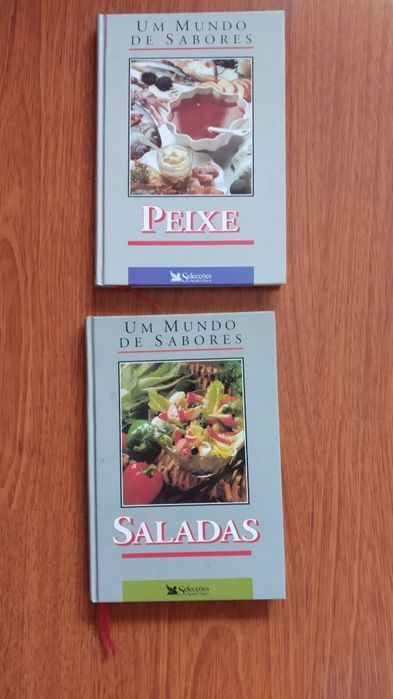 UM MUNDO
DE SABORES
PEIXE
Selecções
UM MUNDO
DE SABORES
SALADAS
Selecções